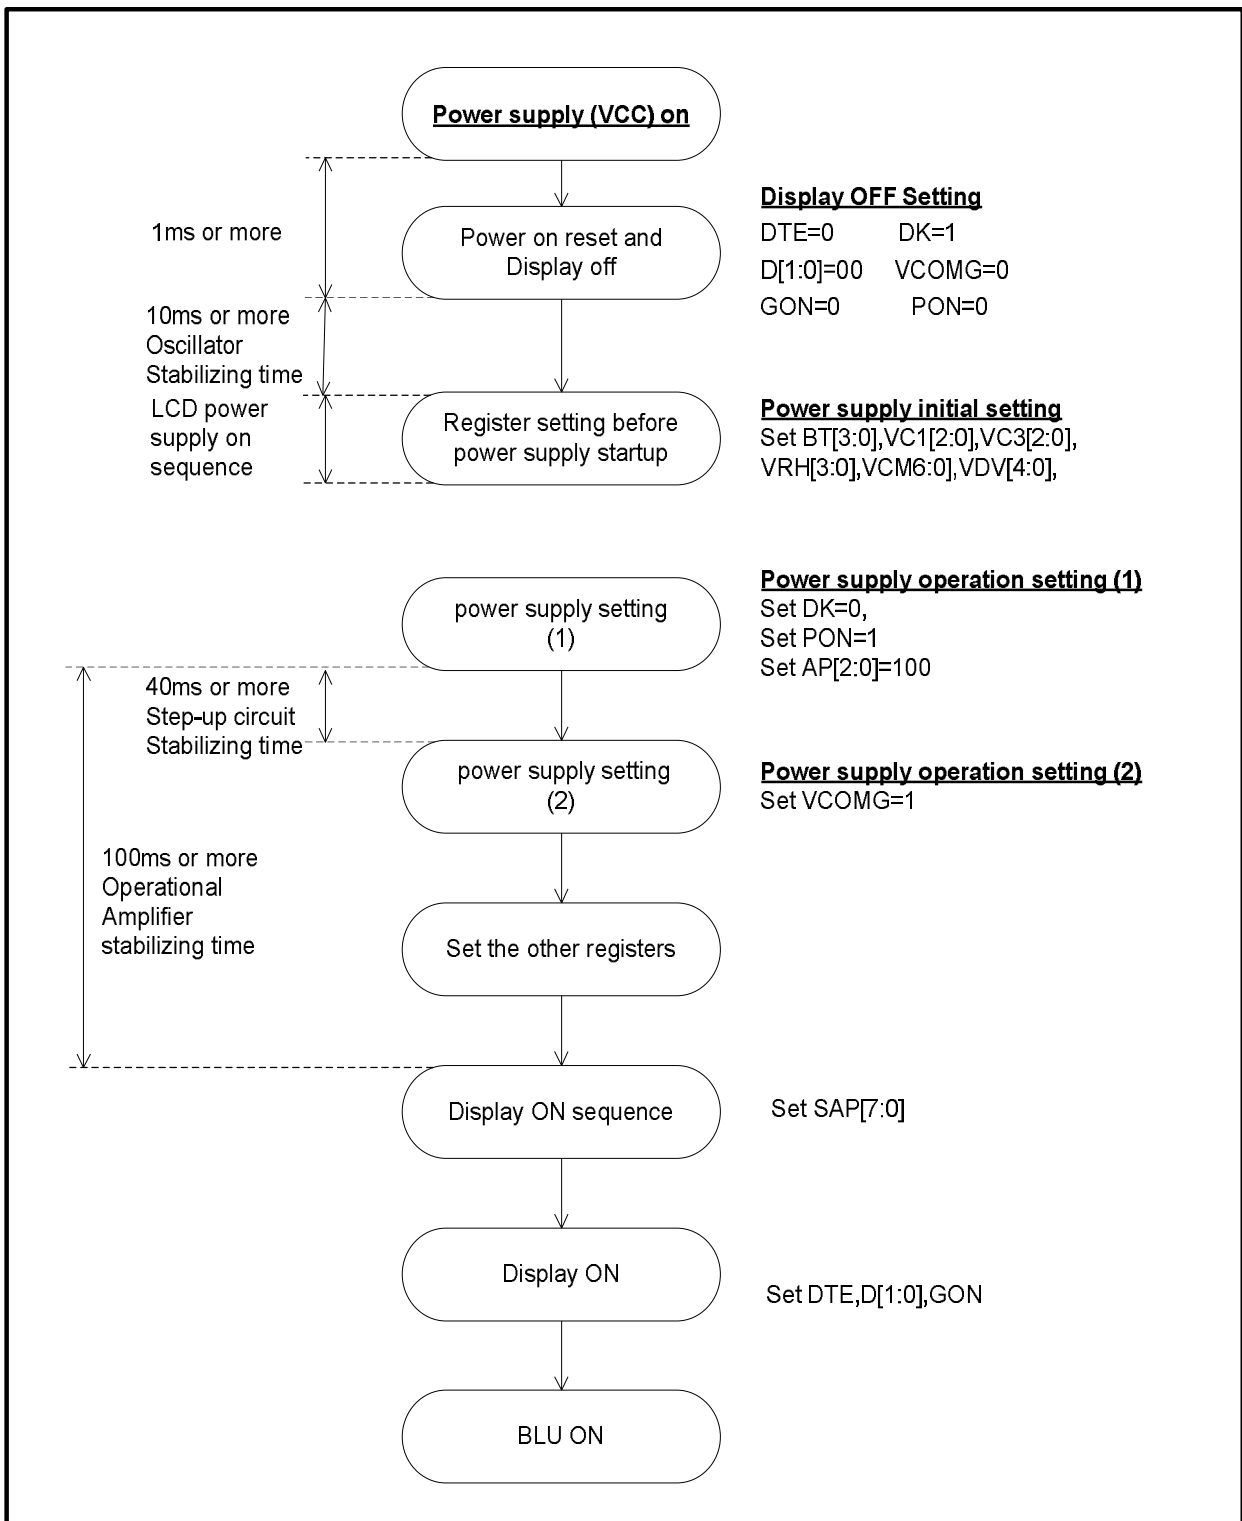 Power supply (VCC) on
1ms or more
Power on reset and
Display off
Display OFF Setting
DTE=0 DK=1
D[1:0]=00 VCOMG=0
GON=0 PON=0
10ms or more
Oscillator
Stabilizing time
LCD power
supply on
sequence
Register setting before
power supply startup
Power supply initial setting
Set BT[3:0],VC1[2:0],VC3[2:0],
VRH[3:0],VCM6:0],VDV[4:0],
power supply setting
(1)
Power supply operation setting (1)
Set DK=0,
Set PON=1
Set AP[2:0]=100
40ms or more
Step-up circuit
Stabilizing time
power supply setting
(2)
Power supply operation setting (2)
Set VCOMG=1
100ms or more
Operational
Amplifier
stabilizing time
Set the other registers
Display ON sequence
Set SAP[7:0]
Display ON
Set DTE,D[1:0],GON
BLU ON